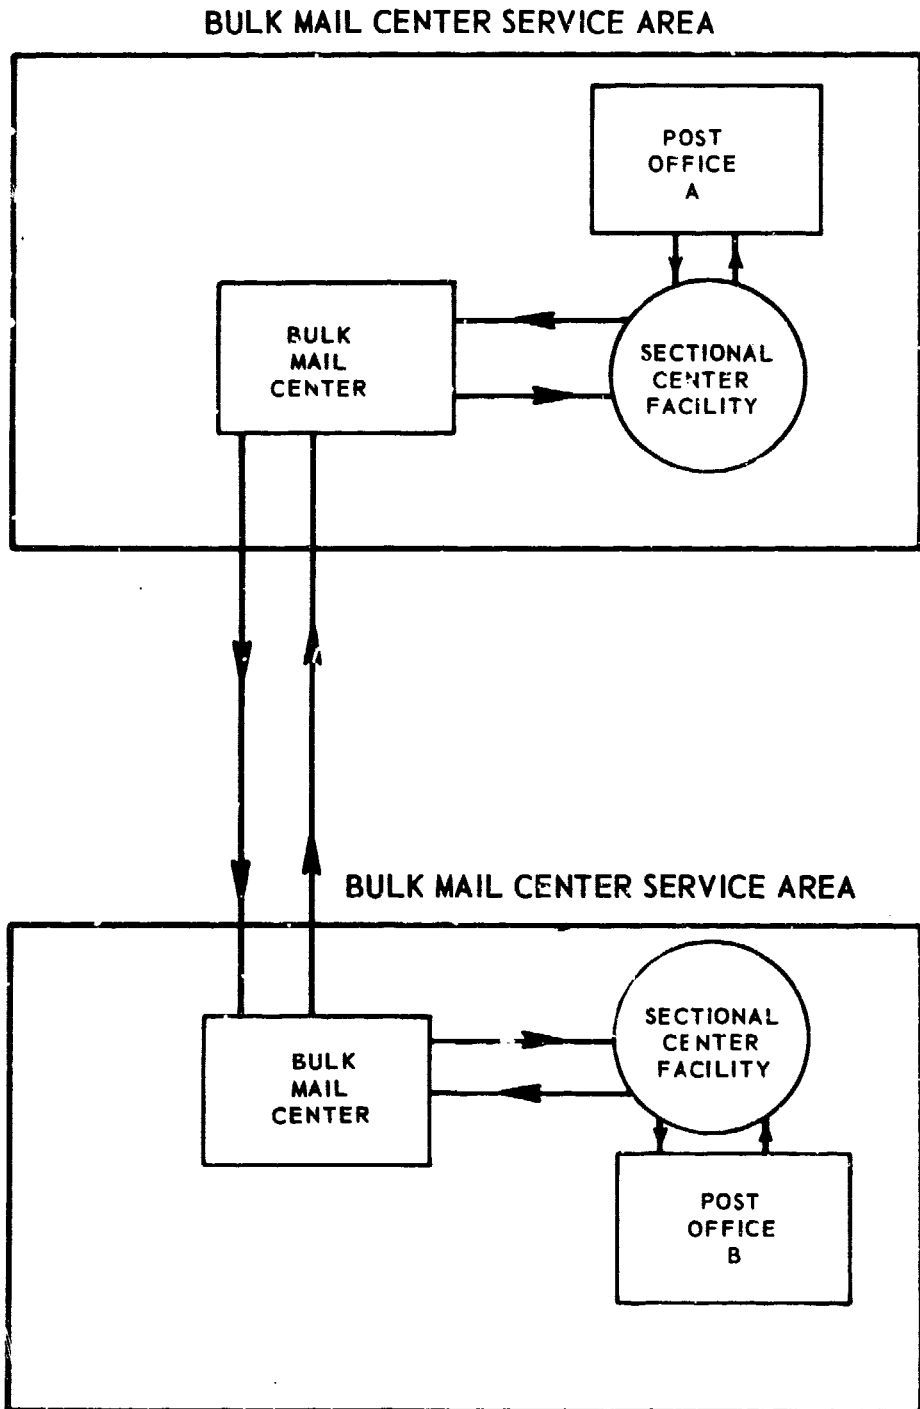 BULK MAIL CENTER SERVICE AREA
POST
OFFICE
A
BULK
MAIL
CENTER
SECTIONAL
CENTER
FACILITY
BULK MAIL CENTER SERVICE AREA
SECTIONAL
CENTER
FACILITY
BULK
MAIL
CENTER
POST
OFFICE
B